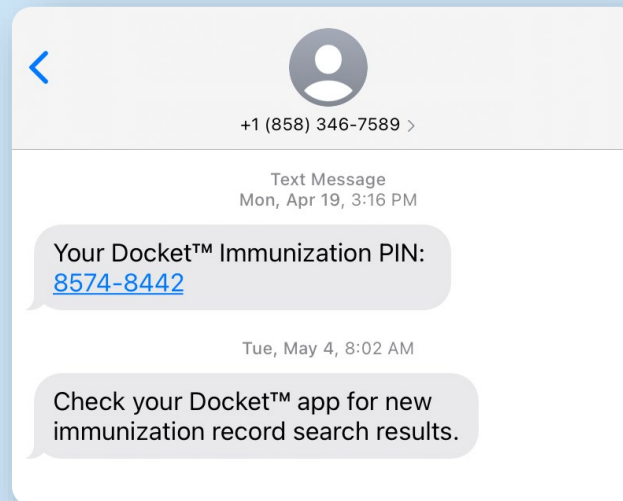 +1 (858) 346-7589 >
Text Message
Mon, Apr 19, 3:16 PM
Your Docket™ Immunization PIN:
8574-8442
Tue, May 4, 8:02 AM
Check your Docket™ app for new
immunization record search results.